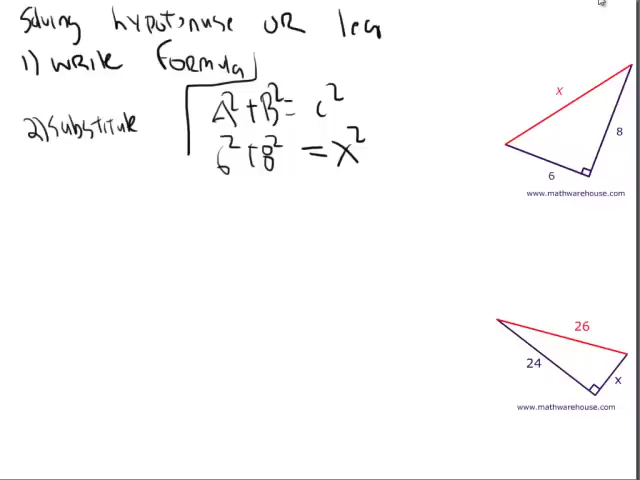 Solving hypotenuse OR leg
1) write formula
A² + B² = c²
2) Substitute
6² + 8² = x²
x
8
6
www.mathwarehouse.com
26
24
x
www.mathwarehouse.com